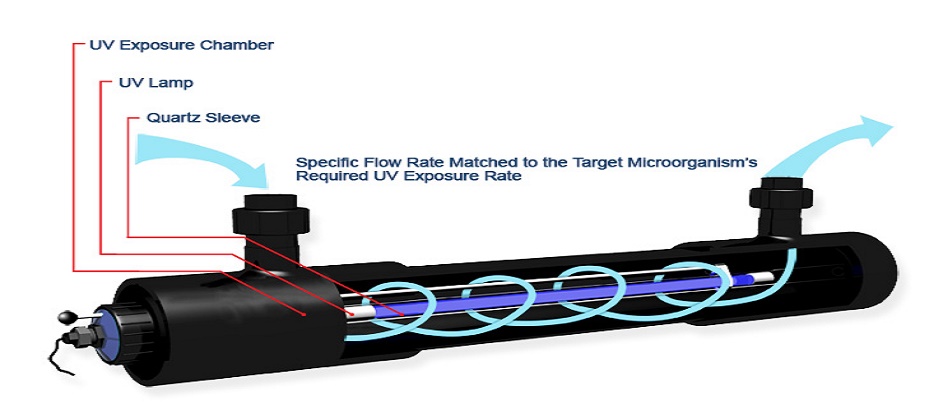 UV Exposure Chamber
UV Lamp
Quartz Sleeve
Specific Flow Rate Matched to the Target Microorganism's
Required UV Exposure Rate